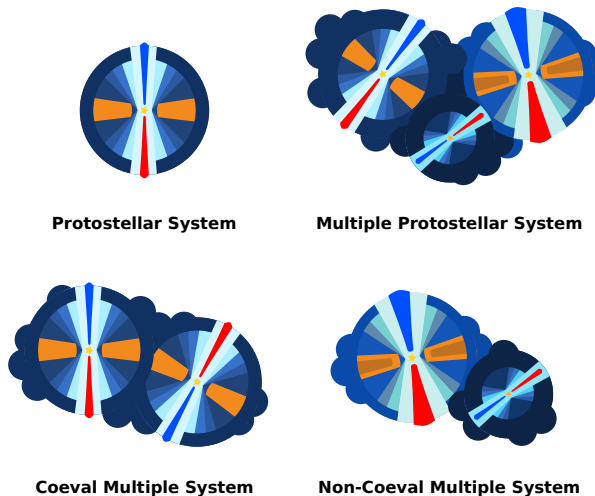 Protostellar System
Multiple Protostellar System
Coeval Multiple System
Non-Coeval Multiple System